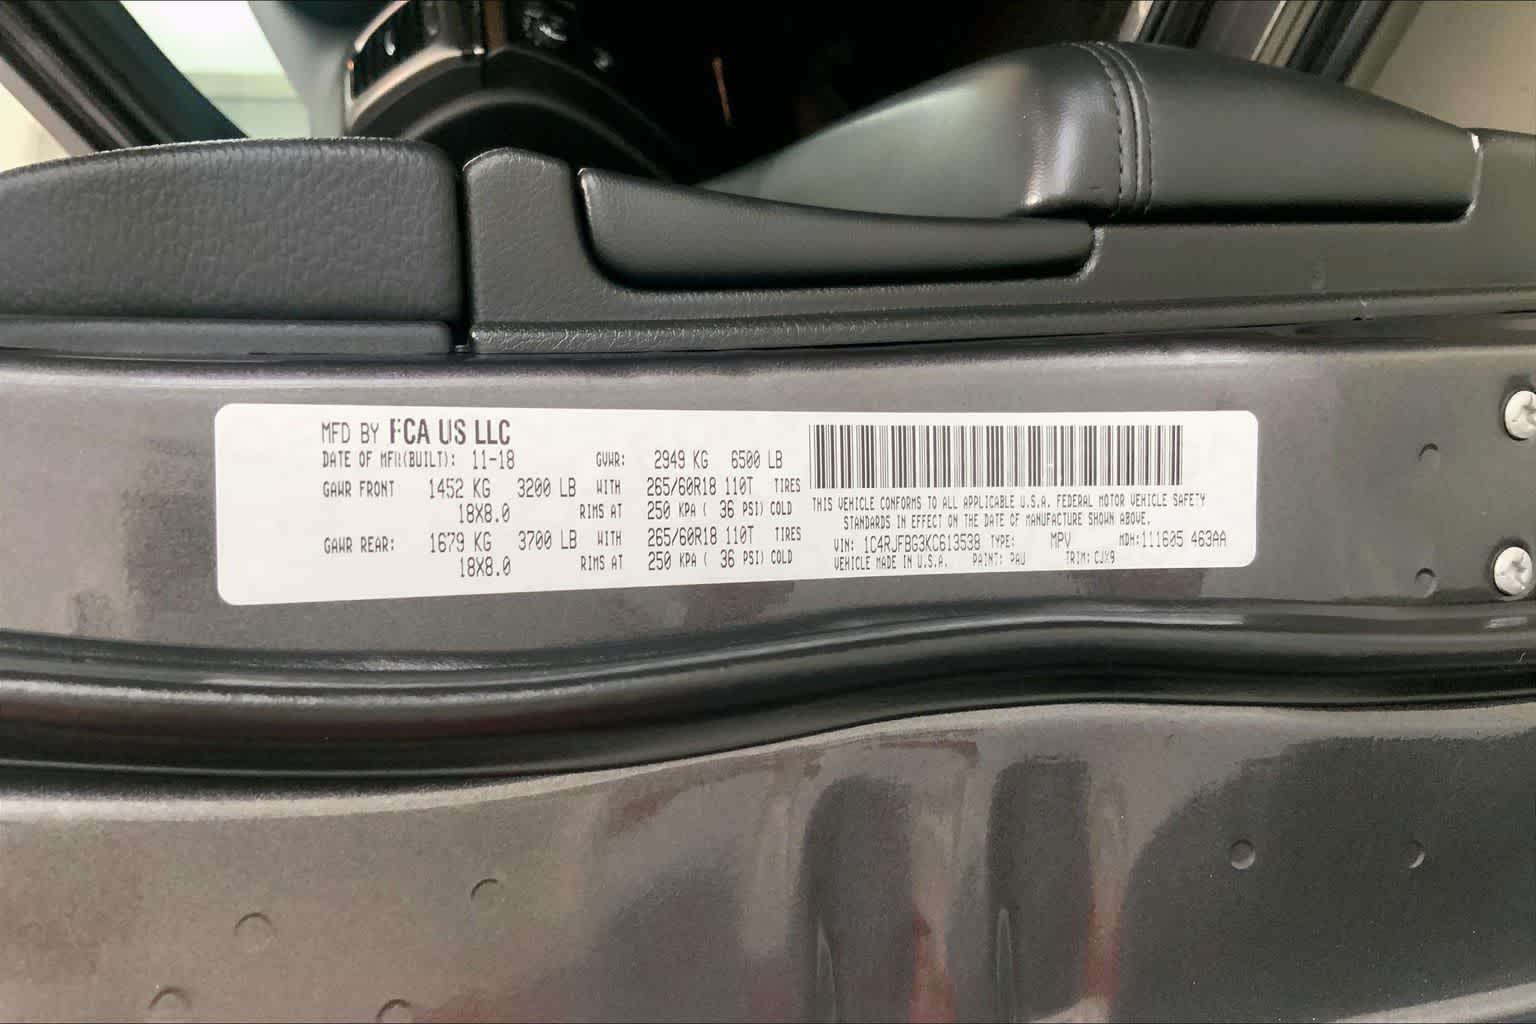 MFD BY FCA US LLC
DATE OF MFR(BUILT): 11-18 GVWR: 2949 KG 6500 LB
GAWR FRONT 1452 KG 3200 LB WITH 265/60R18 110T TIRES
18X8.0 RIMS AT 250 KPA ( 36 PSI) COLD
GAWR REAR: 1679 KG 3700 LB WITH 265/60R18 110T TIRES
18X8.0 RIMS AT 250 KPA ( 36 PSI) COLD
THIS VEHICLE CONFORMS TO ALL APPLICABLE U.S.A. FEDERAL MOTOR VEHICLE SAFETY
STANDARDS IN EFFECT ON THE DATE OF MANUFACTURE SHOWN ABOVE.
VIN: 1C4RJFBG3KC613538 TYPE: MPV MDH:111605 463AA
VEHICLE MADE IN U.S.A. PAINT: PAU TRIM: CJX9